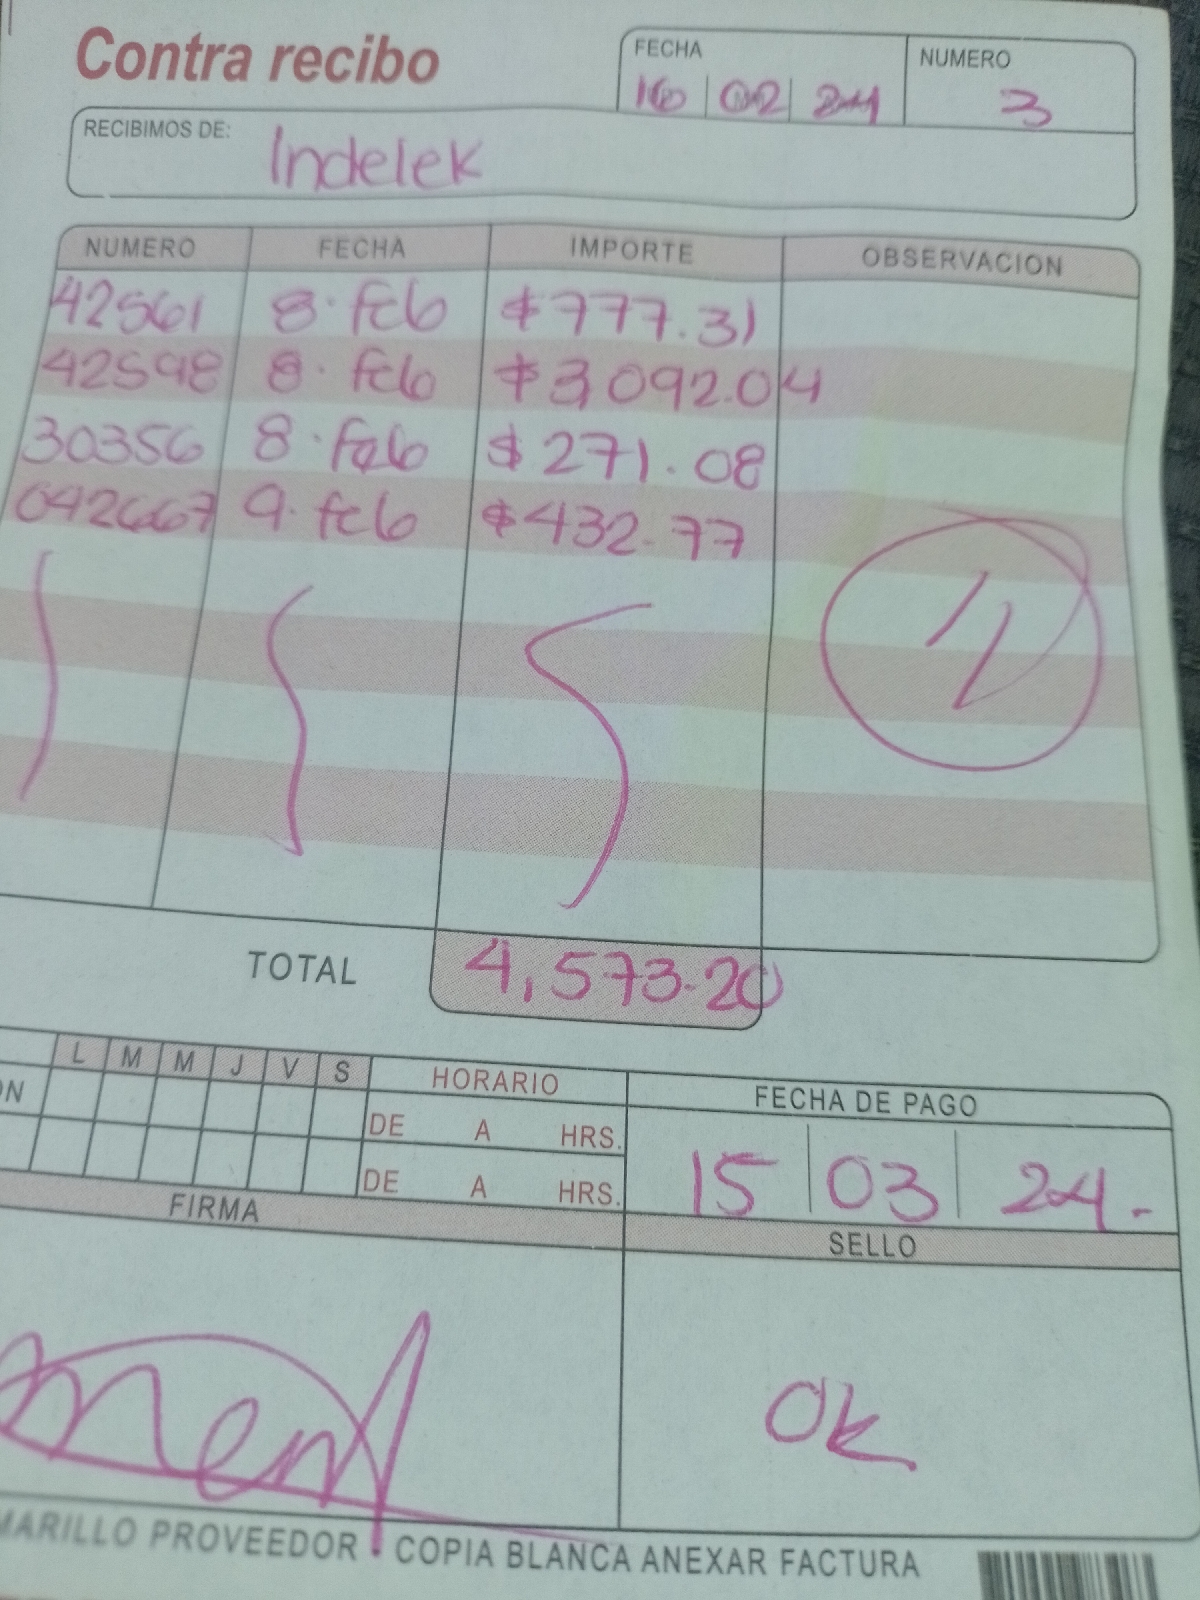 Contra recibo
FECHA
NUMERO
16 02 24
3
RECIBIMOS DE:
Indelek
NUMERO FECHA IMPORTE OBSERVACION
42561 8. feb $777.31
42598 8. feb $3,092.04
30356 8. feb $271.08
042667 9. feb $432.77
TOTAL 4,573.20
L M M J V S HORARIO FECHA DE PAGO
DE A HRS.
DE A HRS.
15 03 24.
FIRMA SELLO
Ok
PROVEEDOR COPIA BLANCA ANEXAR FACTURA